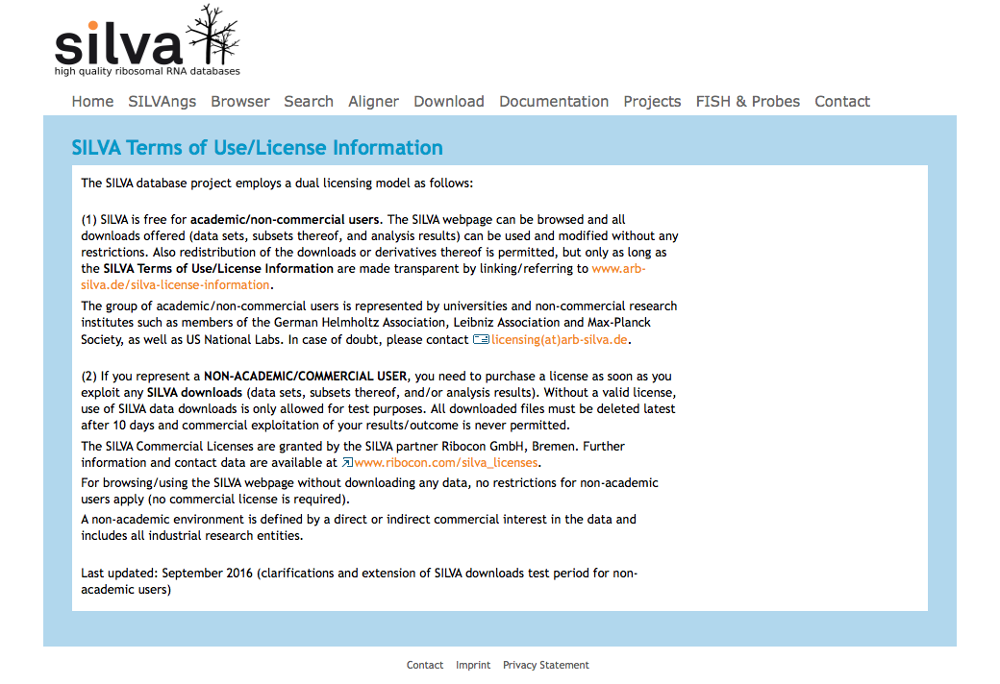 silva
high quality ribosomal RNA databases
Home SILVAngs Browser Search Aligner Download Documentation Projects FISH & Probes Contact
SILVA Terms of Use/License Information
The SILVA database project employs a dual licensing model as follows:
(1) SILVA is free for academic/non-commercial users. The SILVA webpage can be browsed and all
downloads offered (data sets, subsets thereof, and analysis results) can be used and modified without any
restrictions. Also redistribution of the downloads or derivatives thereof is permitted, but only as long as
the SILVA Terms of Use/License Information are made transparent by linking/referring to www.arb-
silva.de/silva-license-information.
The group of academic/non-commercial users is represented by universities and non-commercial research
institutes such as members of the German Helmholtz Association, Leibniz Association and Max-Planck
Society, as well as US National Labs. In case of doubt, please contact licensing(at)arb-silva.de.
(2) If you represent a NON-ACADEMIC/COMMERCIAL USER, you need to purchase a license as soon as you
exploit any SILVA downloads (data sets, subsets thereof, and/or analysis results). Without a valid license,
use of SILVA data downloads is only allowed for test purposes. All downloaded files must be deleted latest
after 10 days and commercial exploitation of your results/outcome is never permitted.
The SILVA Commercial Licenses are granted by the SILVA partner Ribocon GmbH, Bremen. Further
information and contact data are available at www.ribocon.com/silva_licenses.
For browsing/using the SILVA webpage without downloading any data, no restrictions for non-academic
users apply (no commercial license is required).
A non-academic environment is defined by a direct or indirect commercial interest in the data and
includes all industrial research entities.
Last updated: September 2016 (clarifications and extension of SILVA downloads test period for non-
academic users)
Contact Imprint Privacy Statement